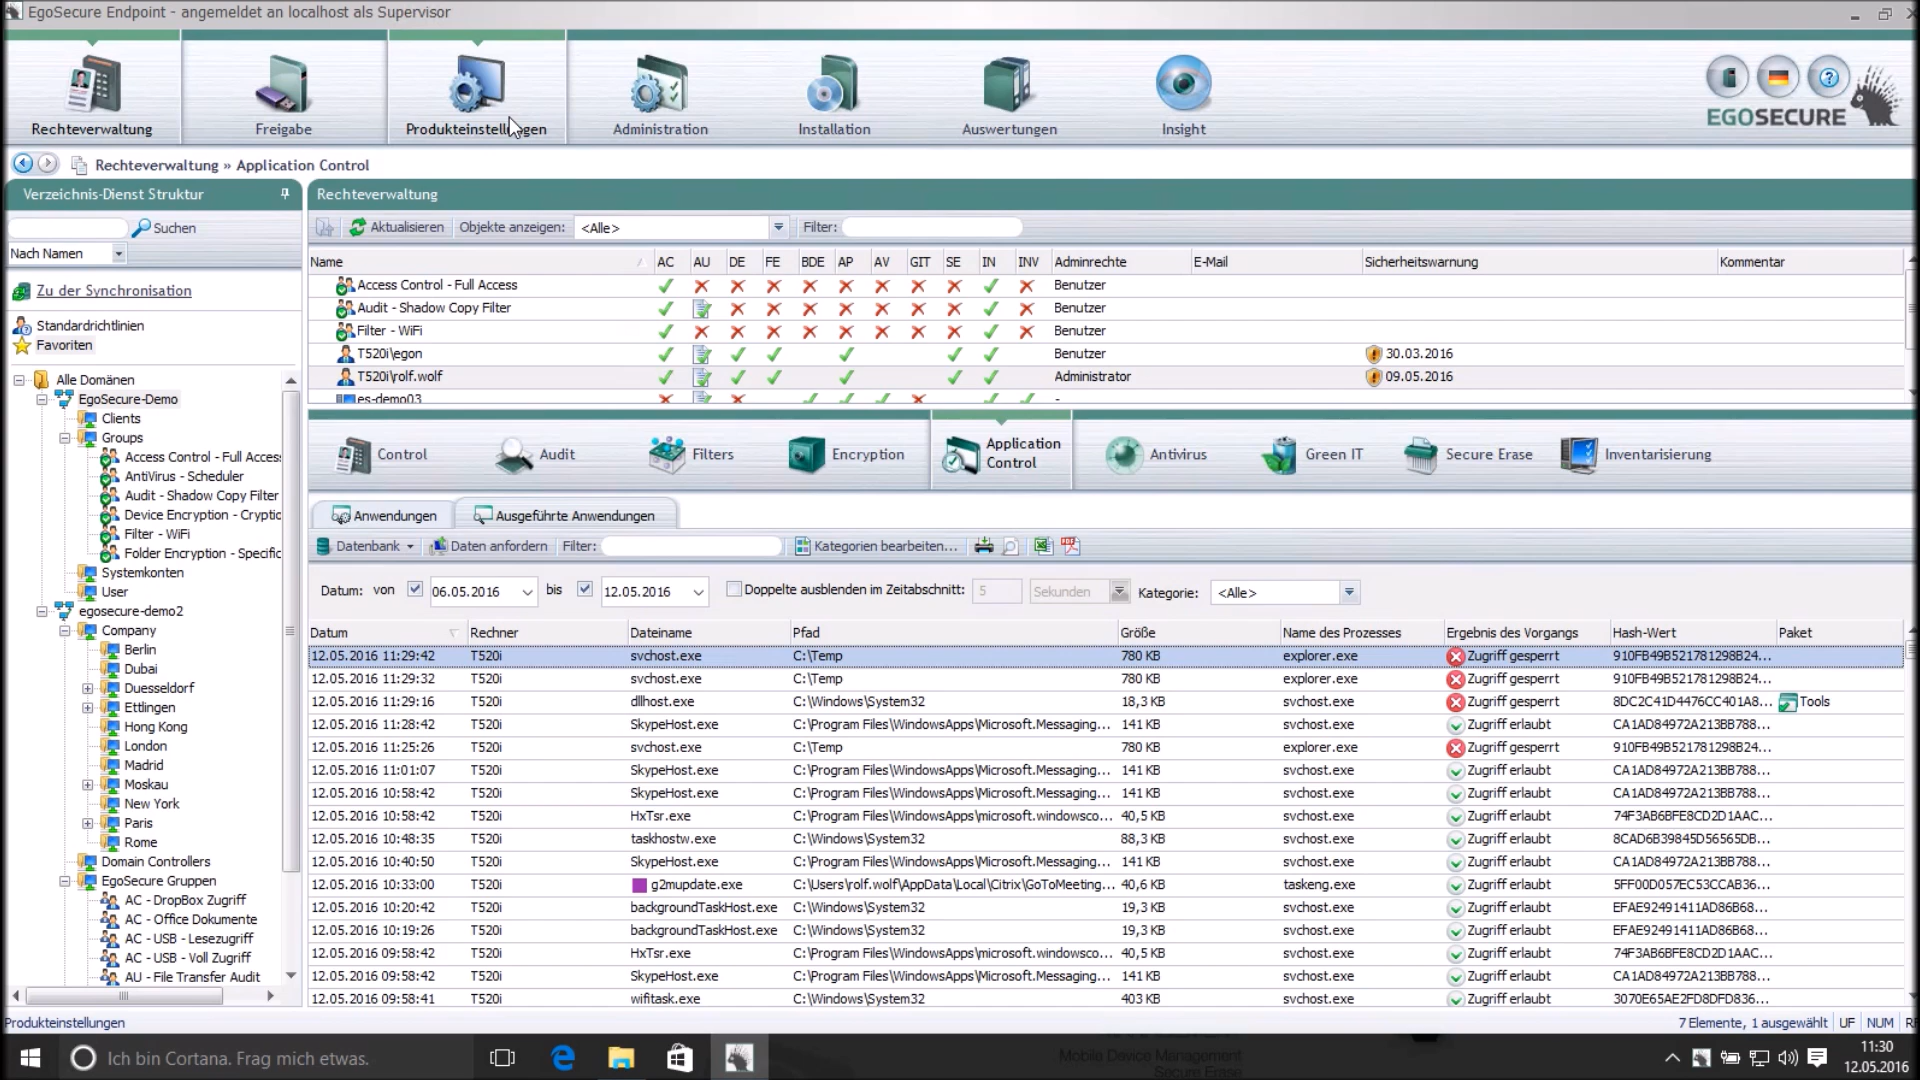 EgoSecure Endpoint - angemeldet an localhost als Supervisor
Rechteverwaltung
Freigabe
Produkteinstellungen
Administration
Installation
Auswertungen
Insight
EGOSECURE
Rechteverwaltung » Application Control
Verzeichnis-Dienst Struktur
Rechteverwaltung
Suchen
Aktualisieren Objekte anzeigen: <Alle> Filter:
Nach Namen
Name AC AU DE FE BDE AP AV GIT SE IN INV Adminrechte E-Mail Sicherheitswarnung Kommentar
Access Control - Full Access Benutzer
Audit - Shadow Copy Filter Benutzer
Filter - WiFi Benutzer
T520i\egon Benutzer 30.03.2016
T520i\rolf.wolf Administrator 09.05.2016
es-demo03 -
Zu der Synchronisation
Standardrichtlinien
Favoriten
Alle Domänen
EgoSecure-Demo
Clients
Groups
Access Control - Full Acces
AntiVirus - Scheduler
Audit - Shadow Copy Filter
Device Encryption - Cryptic
Filter - WiFi
Folder Encryption - Specific
Systemkonten
User
egosecure-demo2
Company
Berlin
Dubai
Duesseldorf
Ettlingen
Hong Kong
London
Madrid
Moskau
New York
Paris
Rome
Domain Controllers
EgoSecure Gruppen
AC - DropBox Zugriff
AC - Office Dokumente
AC - USB - Lesezugriff
AC - USB - Voll Zugriff
AU - File Transfer Audit
Control
Audit
Filters
Encryption
Application Control
Antivirus
Green IT
Secure Erase
Inventarisierung
Anwendungen
Ausgeführte Anwendungen
Datenbank Daten anfordern Filter: Kategorien bearbeiten...
Datum: von 06.05.2016 bis 12.05.2016 Doppelte ausblenden im Zeitabschnitt: 5 Sekunden Kategorie: <Alle>
Datum Rechner Dateiname Pfad Größe Name des Prozesses Ergebnis des Vorgangs Hash-Wert Paket
12.05.2016 11:29:42 T520i svchost.exe C:\Temp 780 KB explorer.exe Zugriff gesperrt 910FB49B521781298B24...
12.05.2016 11:29:32 T520i svchost.exe C:\Temp 780 KB explorer.exe Zugriff gesperrt 910FB49B521781298B24...
12.05.2016 11:29:16 T520i dllhost.exe C:\Windows\System32 18,3 KB svchost.exe Zugriff gesperrt 8DC2C41D4476CC401A8... Tools
12.05.2016 11:28:42 T520i SkypeHost.exe C:\Program Files\WindowsApps\Microsoft.Messaging... 141 KB svchost.exe Zugriff erlaubt CA1AD84972A213BB788...
12.05.2016 11:25:26 T520i svchost.exe C:\Temp 780 KB explorer.exe Zugriff gesperrt 910FB49B521781298B24...
12.05.2016 11:01:07 T520i SkypeHost.exe C:\Program Files\WindowsApps\Microsoft.Messaging... 141 KB svchost.exe Zugriff erlaubt CA1AD84972A213BB788...
12.05.2016 10:58:42 T520i SkypeHost.exe C:\Program Files\WindowsApps\Microsoft.Messaging... 141 KB svchost.exe Zugriff erlaubt CA1AD84972A213BB788...
12.05.2016 10:58:42 T520i HxTsr.exe C:\Program Files\WindowsApps\microsoft.windowsco... 40,5 KB svchost.exe Zugriff erlaubt 74F3AB6BFE8CD2D1AAC...
12.05.2016 10:48:35 T520i taskhostw.exe C:\Windows\System32 88,3 KB svchost.exe Zugriff erlaubt 8CAD6B39845D56565DB...
12.05.2016 10:40:50 T520i SkypeHost.exe C:\Program Files\WindowsApps\Microsoft.Messaging... 141 KB svchost.exe Zugriff erlaubt CA1AD84972A213BB788...
12.05.2016 10:33:00 T520i g2mupdate.exe C:\Users\rolf.wolf\AppData\Local\Citrix\GoToMeeting... 40,6 KB taskeng.exe Zugriff erlaubt 5FF00D057EC53CCAB36...
12.05.2016 10:20:42 T520i backgroundTaskHost.exe C:\Windows\System32 19,3 KB svchost.exe Zugriff erlaubt EFAE92491411AD86B68...
12.05.2016 10:19:26 T520i backgroundTaskHost.exe C:\Windows\System32 19,3 KB svchost.exe Zugriff erlaubt EFAE92491411AD86B68...
12.05.2016 09:58:42 T520i HxTsr.exe C:\Program Files\WindowsApps\microsoft.windowsco... 40,5 KB svchost.exe Zugriff erlaubt 74F3AB6BFE8CD2D1AAC...
12.05.2016 09:58:42 T520i SkypeHost.exe C:\Program Files\WindowsApps\Microsoft.Messaging... 141 KB svchost.exe Zugriff erlaubt CA1AD84972A213BB788...
12.05.2016 09:58:41 T520i wifitask.exe C:\Windows\System32 403 KB svchost.exe Zugriff erlaubt 3070E65AE2FD8DFD836...
Produkteinstellungen
7 Elemente, 1 ausgewählt UF NUM
Ich bin Cortana. Frag mich etwas.
Mobile Device Management
Secure Erase
11:30
12.05.2016